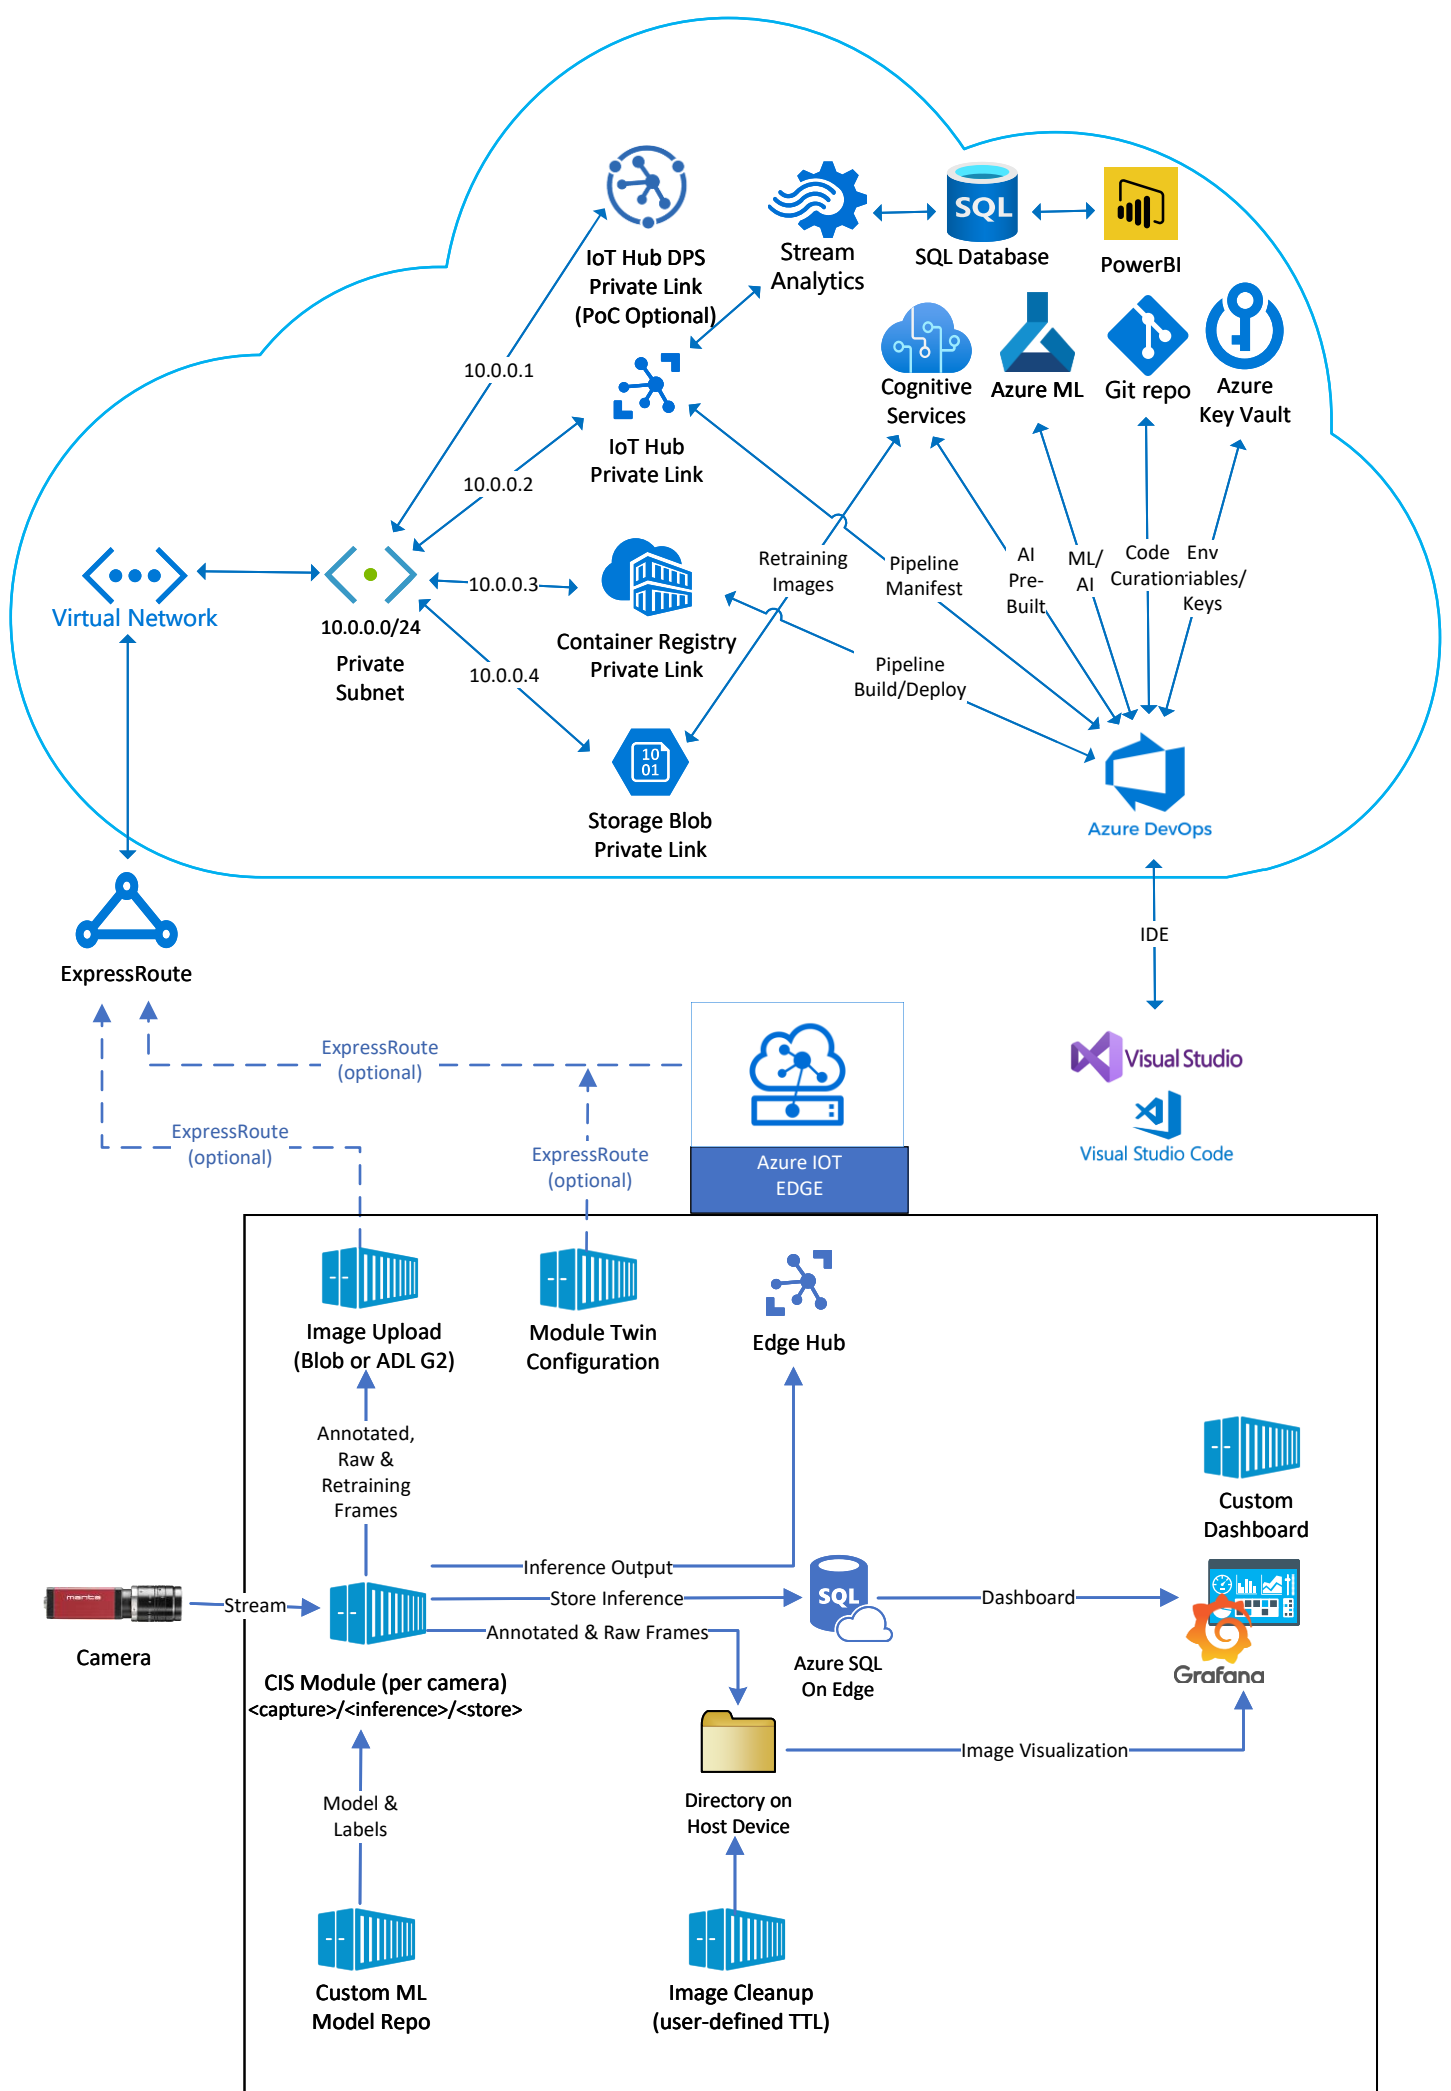 IoT Hub DPS
Private Link
(PoC Optional)
Stream
Analytics
SQL
SQL Database
PowerBI
Cognitive
Services
Azure ML
Git repo
Azure
Key Vault
10.0.0.1
IoT Hub
Private Link
10.0.0.2
Virtual Network
10.0.0.0/24
Private
Subnet
10.0.0.3
Container Registry
Private Link
10.0.0.4
10
01
Storage Blob
Private Link
Retraining
Images
Pipeline
Manifest
AI
Pre-
Built
ML/
AI
Code
Curation
Env
riables/
Keys
Pipeline
Build/Deploy
Azure DevOps
ExpressRoute
IDE
Visual Studio
Visual Studio Code
ExpressRoute
(optional)
ExpressRoute
(optional)
ExpressRoute
(optional)
Azure IOT
EDGE
Image Upload
(Blob or ADL G2)
Module Twin
Configuration
Edge Hub
Annotated,
Raw &
Retraining
Frames
Custom
Dashboard
Inference Output
Store Inference
Annotated & Raw Frames
SQL
Azure SQL
On Edge
Dashboard
Grafana
manta
Camera
Stream
CIS Module (per camera)
<capture>/<inference>/<store>
Image Visualization
Directory on
Host Device
Model &
Labels
Custom ML
Model Repo
Image Cleanup
(user-defined TTL)